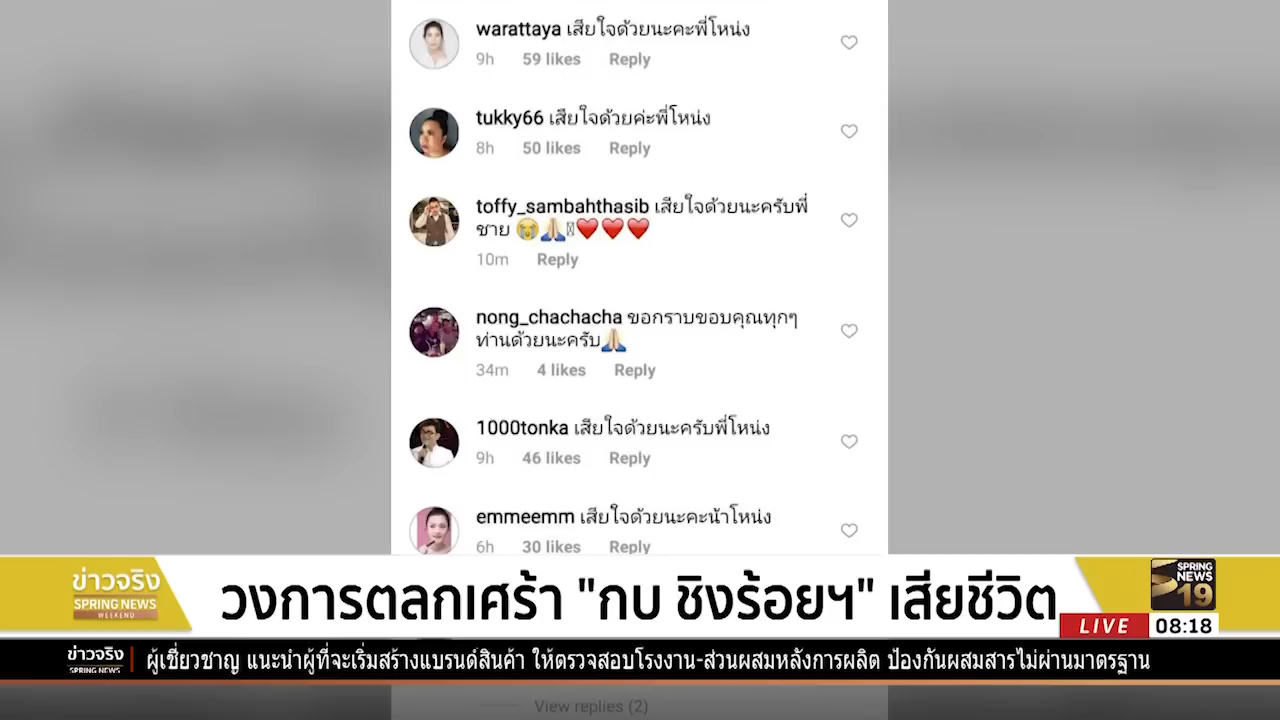 warattaya เสียใจด้วยนะคะพี่โหน่ง
9h 59 likes Reply
tukky66 เสียใจด้วยค่ะพี่โหน่ง
8h 50 likes Reply
toffy_sambahthasib เสียใจด้วยนะครับพี่
ชาย 😭🙏❤️❤️❤️
10m Reply
nong_chachacha ขอกราบขอบคุณทุกๆ
ท่านด้วยนะครับ🙏
34m 4 likes Reply
1000tonka เสียใจด้วยนะครับพี่โหน่ง
9h 46 likes Reply
emmeemm เสียใจด้วยนะคะน้าโหน่ง
6h 30 likes Reply
ข่าวจริง
SPRING NEWS
WEEKEND
วงการตลกเศร้า "กบ ชิงร้อยฯ" เสียชีวิต
SPRING
NEWS
19
LIVE 08:18
ข่าวจริง
SPRING NEWS
ผู้เชี่ยวชาญ แนะนำผู้ที่จะเริ่มสร้างแบรนด์สินค้า ให้ตรวจสอบโรงงาน-ส่วนผสมหลังการผลิต ป้องกันผสมสารไม่ผ่านมาตรฐาน
View replies (2)